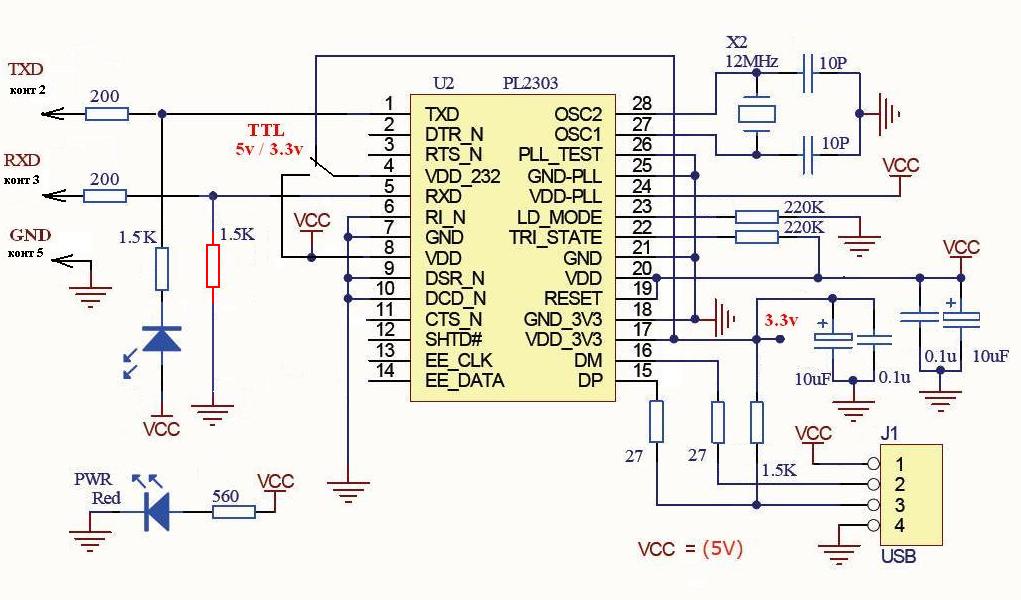 TXD
конт 2
200
RXD
конт 3
200
GND
конт 5
1.5K
1.5K
VCC
TTL
5v / 3.3v
VCC
U2
PL2303
1
2
3
4
5
6
7
8
9
10
11
12
13
14
TXD
DTR_N
RTS_N
VDD_232
RXD
RI_N
GND
VDD
DSR_N
DCD_N
CTS_N
SHTD#
EE_CLK
EE_DATA
OSC2
OSC1
PLL_TEST
GND-PLL
VDD-PLL
LD_MODE
TRI_STATE
GND
VDD
RESET
GND_3V3
VDD_3V3
DM
DP
28
27
26
25
24
23
22
21
20
19
18
17
16
15
X2
12MHz
10P
10P
VCC
220K
220K
VCC
3.3v
+
10uF
0.1u
+
0.1u
10uF
27
27
1.5K
VCC
J1
1
2
3
4
USB
PWR
Red
560
VCC
VCC = (5V)